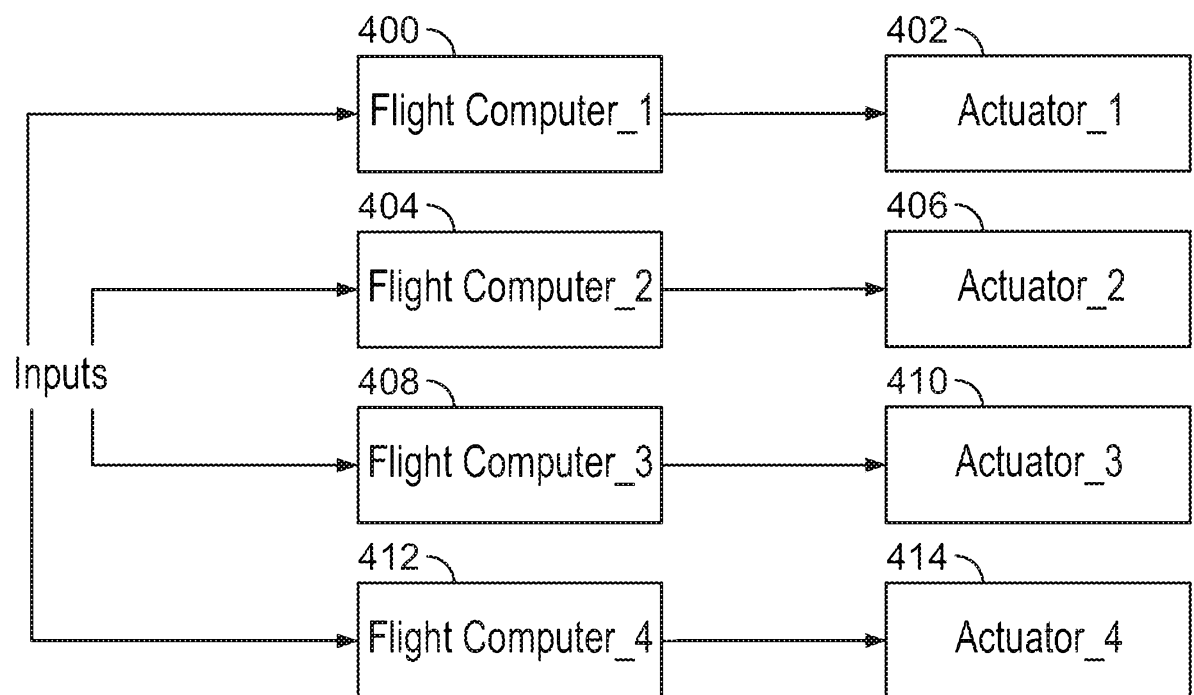 400
402
Flight Computer_1
Actuator_1
404
406
Flight Computer_2
Actuator_2
Inputs
408
410
Flight Computer_3
Actuator_3
412
414
Flight Computer_4
Actuator_4